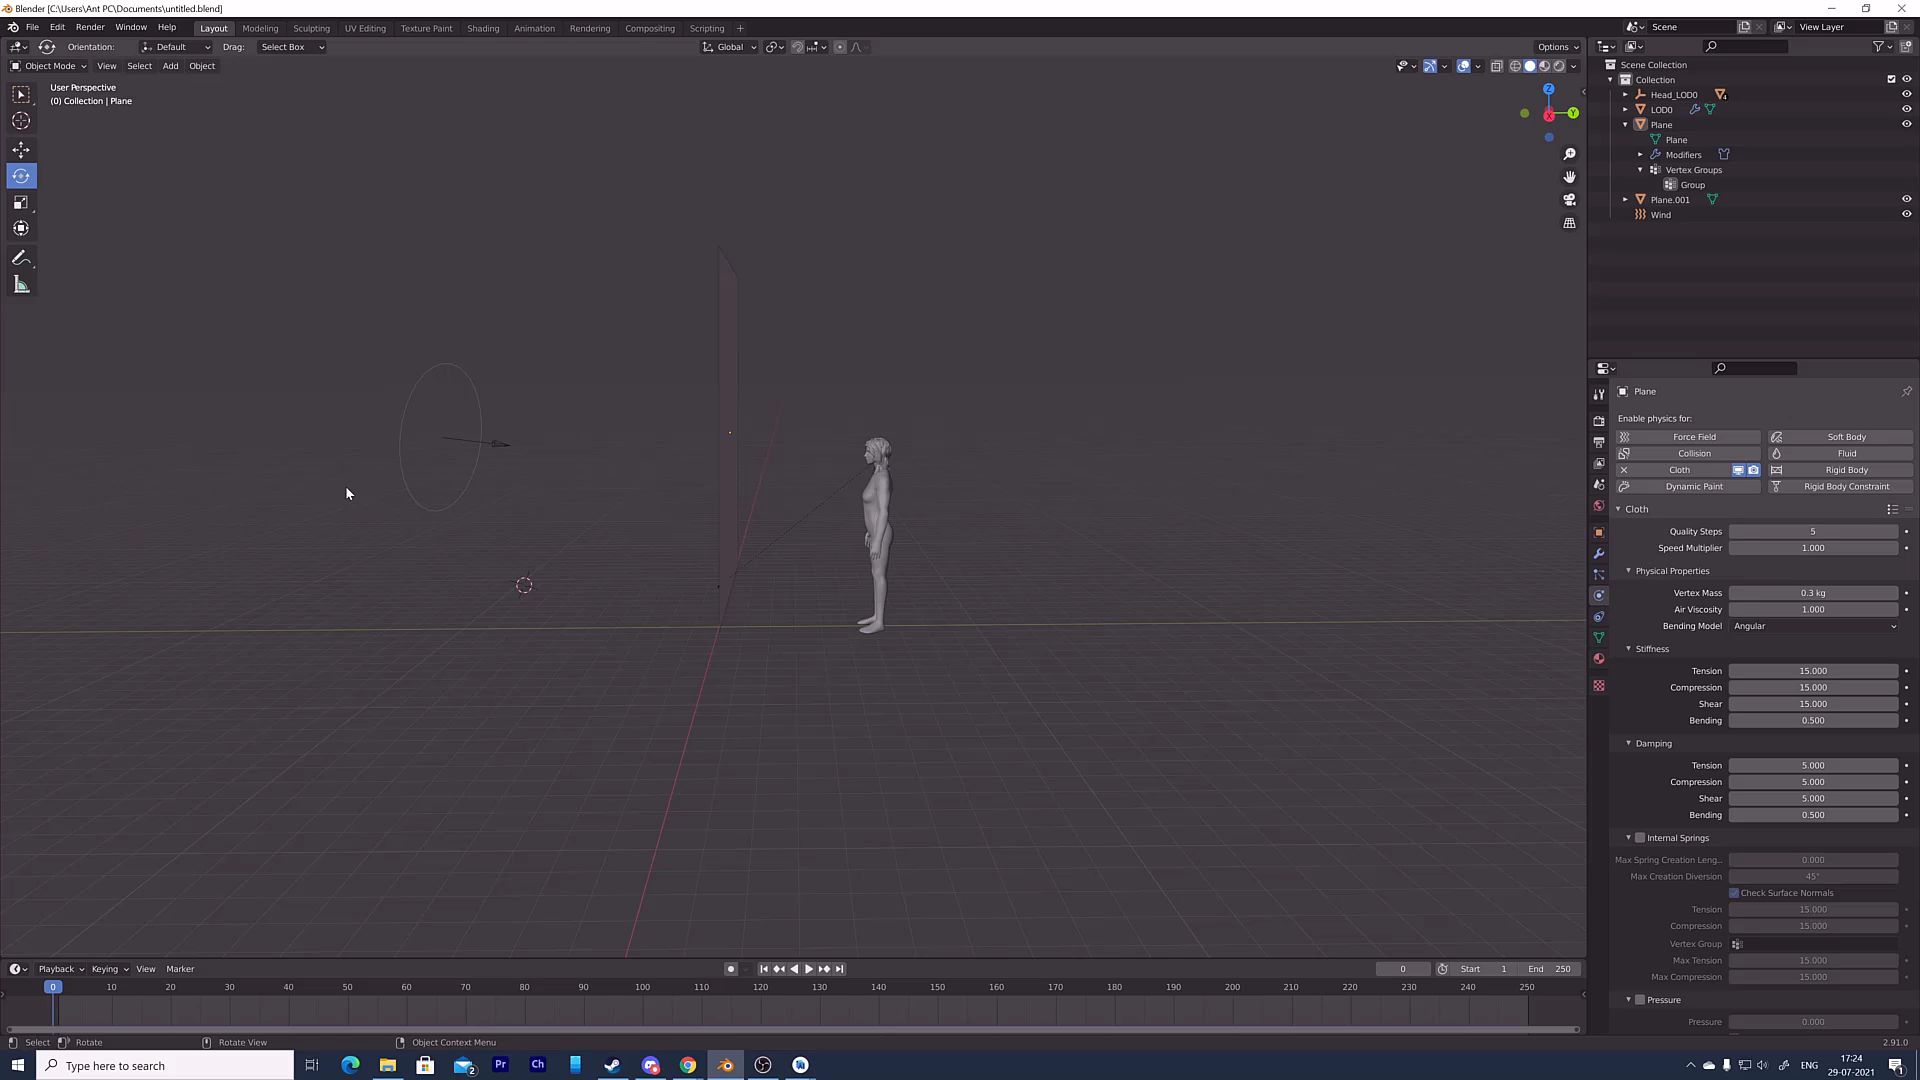 Blender [C:\Users\Ant PC\Documents\untitled.blend]
File Edit Render Window Help Layout Modeling Sculpting UV Editing Texture Paint Shading Animation Rendering Compositing Scripting + Scene View Layer
Orientation: Default Drag: Select Box Global Options
Object Mode View Select Add Object
User Perspective
(0) Collection | Plane
Z
Y
X
Scene Collection
Collection
Head_LOD0 4
LOD0
Plane
Plane
Modifiers
Vertex Groups
Group
Plane.001
Wind
Plane
Enable physics for:
Force Field Soft Body
Collision Fluid
Cloth Rigid Body
Dynamic Paint Rigid Body Constraint
Cloth
Quality Steps 5
Speed Multiplier 1.000
Physical Properties
Vertex Mass 0.3 kg
Air Viscosity 1.000
Bending Model Angular
Stiffness
Tension 15.000
Compression 15.000
Shear 15.000
Bending 0.500
Damping
Tension 5.000
Compression 5.000
Shear 5.000
Bending 0.500
Internal Springs
Max Spring Creation Leng... 0.000
Max Creation Diversion 45°
Check Surface Normals
Tension 15.000
Compression 15.000
Vertex Group
Max Tension 15.000
Max Compression 15.000
Pressure
Pressure 0.000
Playback Keying View Marker 0 Start 1 End 250
0 10 20 30 40 50 60 70 80 90 100 110 120 130 140 150 160 170 180 190 200 210 220 230 240 250
Select Rotate Rotate View Object Context Menu 2.91.0
Type here to search 2 Pr Ch ENG 17:24
29-07-2021 1